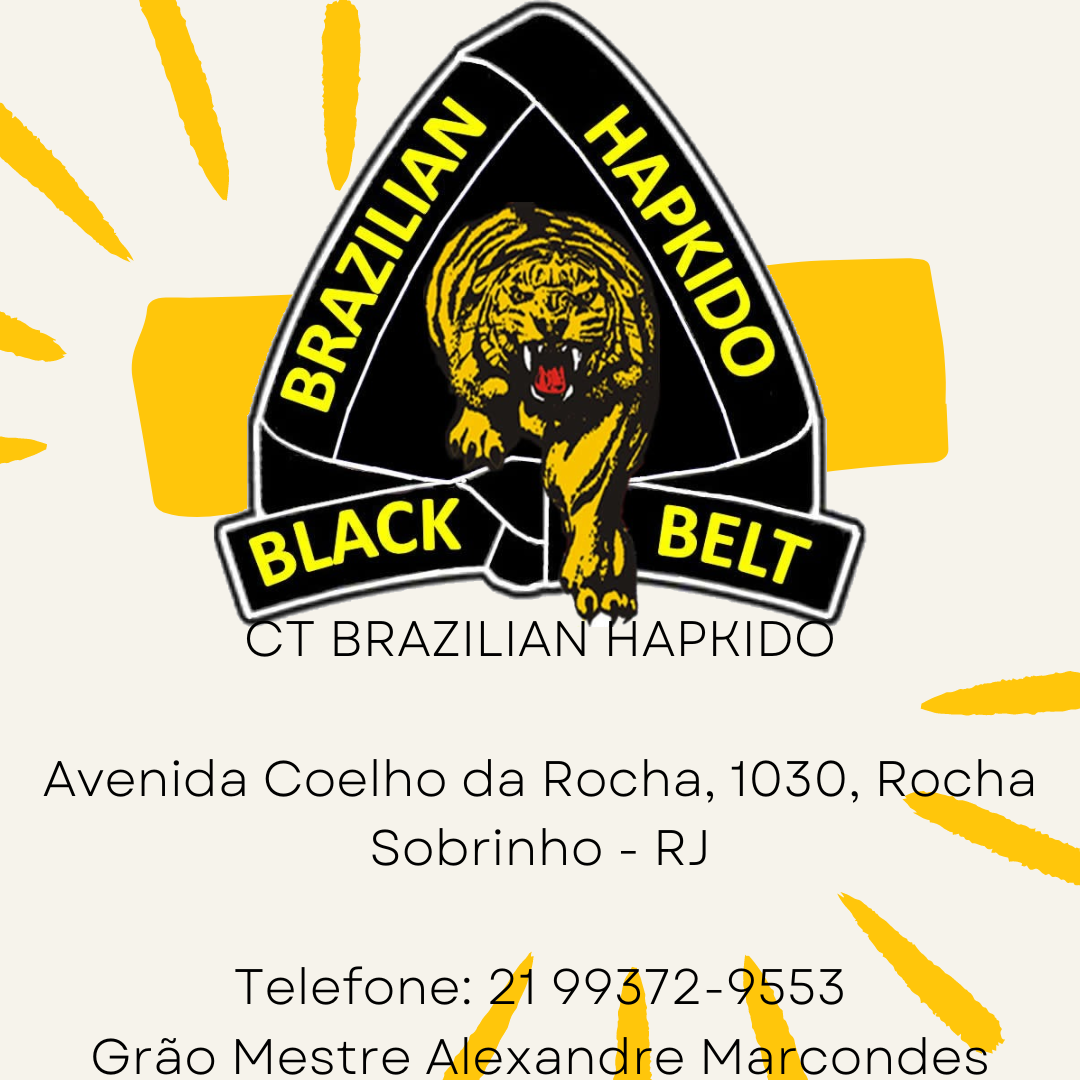 BRAZILIAN HAPKIDO
BLACK BELT
CT BRAZILIAN HAPKIDO
Avenida Coelho da Rocha, 1030, Rocha
Sobrinho - RJ
Telefone: 21 99372-9553
Grão Mestre Alexandre Marcondes